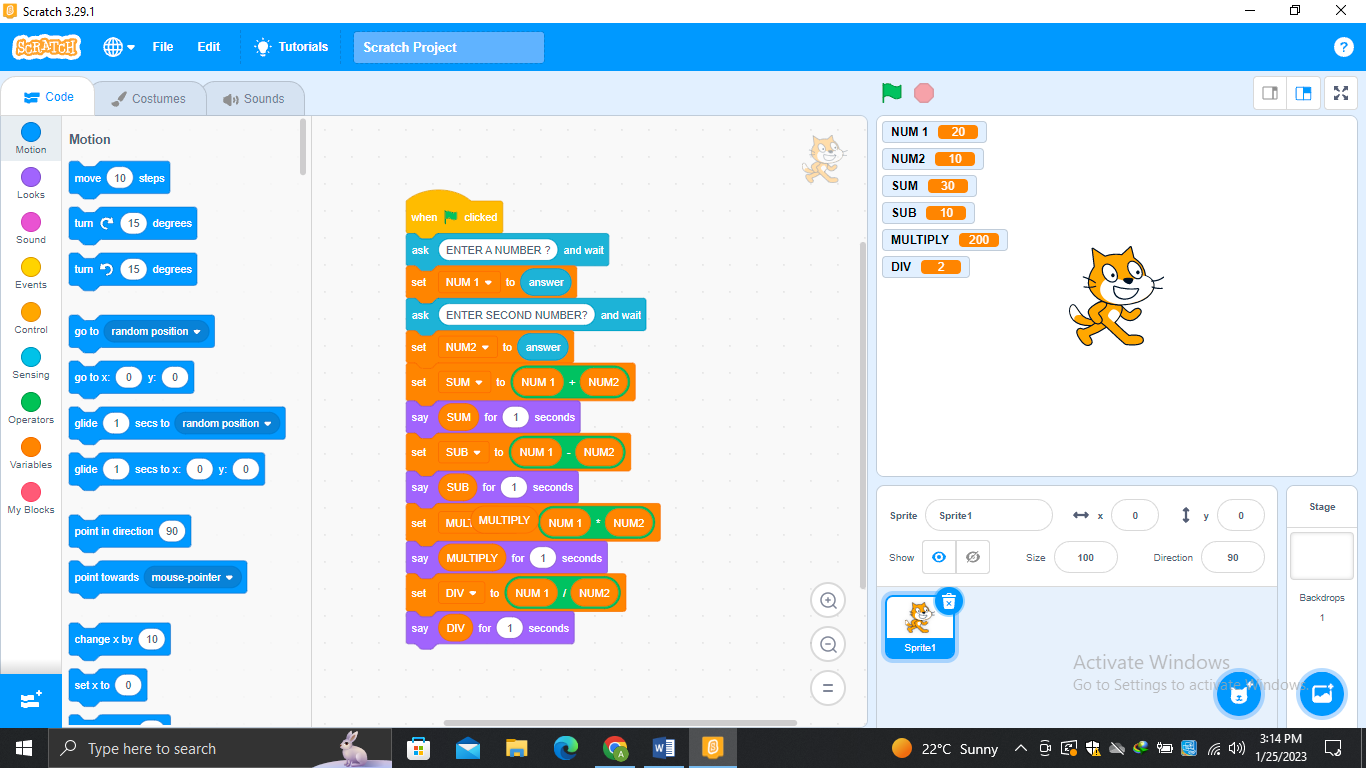 Scratch 3.29.1
SCRATCH File Edit Tutorials Scratch Project ?
Code Costumes Sounds
Motion
Looks
Sound
Events
Control
Sensing
Operators
Variables
My Blocks
Motion
move 10 steps
turn 15 degrees
turn 15 degrees
go to random position
go to x: 0 y: 0
glide 1 secs to random position
glide 1 secs to x: 0 y: 0
point in direction 90
point towards mouse-pointer
change x by 10
set x to 0
when clicked
ask ENTER A NUMBER ? and wait
set NUM 1 to answer
ask ENTER SECOND NUMBER? and wait
set NUM2 to answer
set SUM to NUM 1 + NUM2
say SUM for 1 seconds
set SUB to NUM 1 - NUM2
say SUB for 1 seconds
set MUL MULTIPLY NUM 1 * NUM2
say MULTIPLY for 1 seconds
set DIV to NUM 1 / NUM2
say DIV for 1 seconds
NUM 1 20
NUM2 10
SUM 30
SUB 10
MULTIPLY 200
DIV 2
Sprite Sprite1 x 0 y 0
Show Size 100 Direction 90
Sprite1
Stage
Backdrops
1
Activate Windows
Go to Settings to activate Windows.
Type here to search
22°C Sunny
3:14 PM
1/25/2023